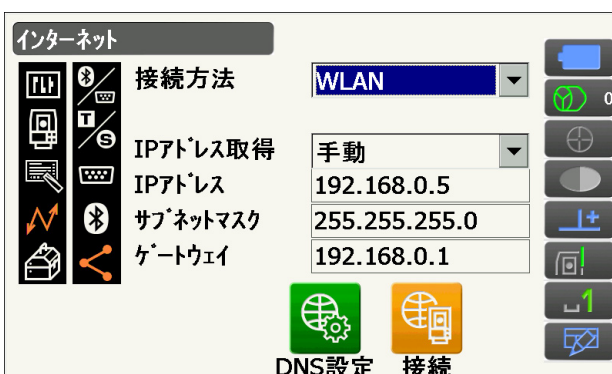 インターネット
接続方法 WLAN
IPアドレス取得 手動
IPアドレス 192.168.0.5
サブネットマスク 255.255.255.0
ゲートウェイ 192.168.0.1
DNS設定 接続
T/S
0
1